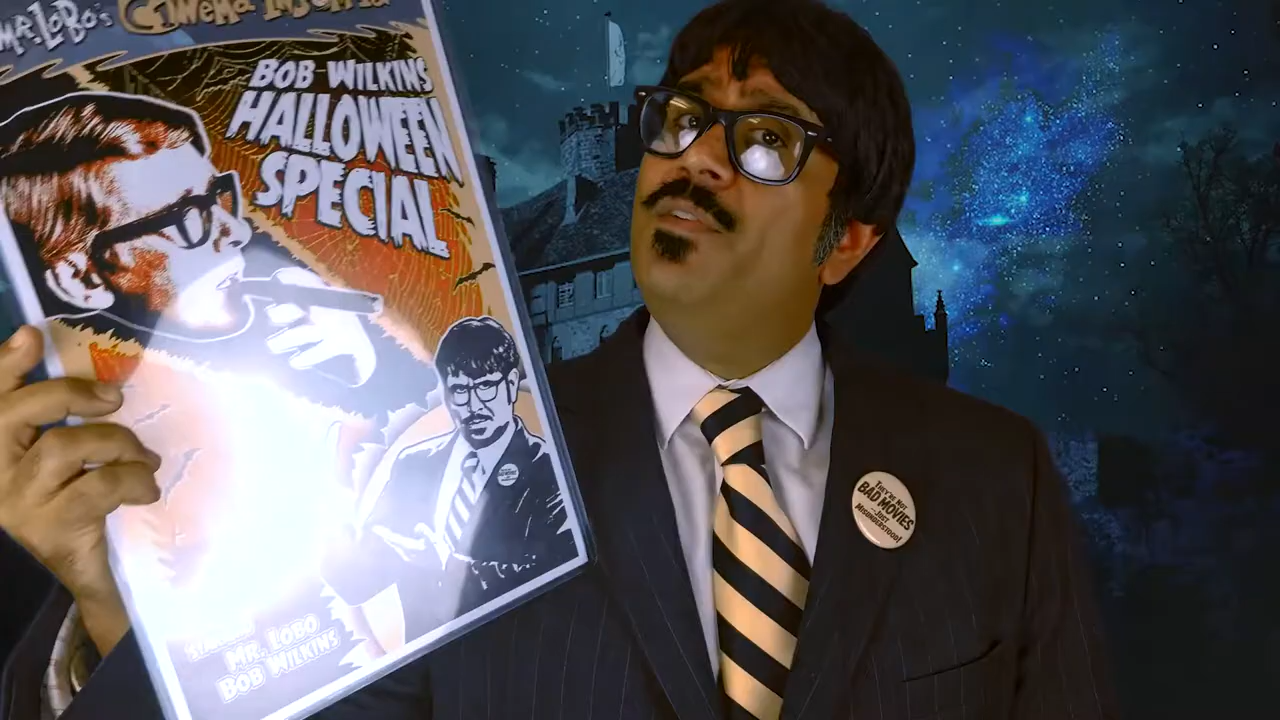 MR. LOBO'S CINEMA INSOMNIA
BOB WILKINS
HALLOWEEN
SPECIAL
MR. LOBO
BOB WILKINS
THEY'RE NOT
BAD MOVIES
JUST
MISUNDERSTOOD!